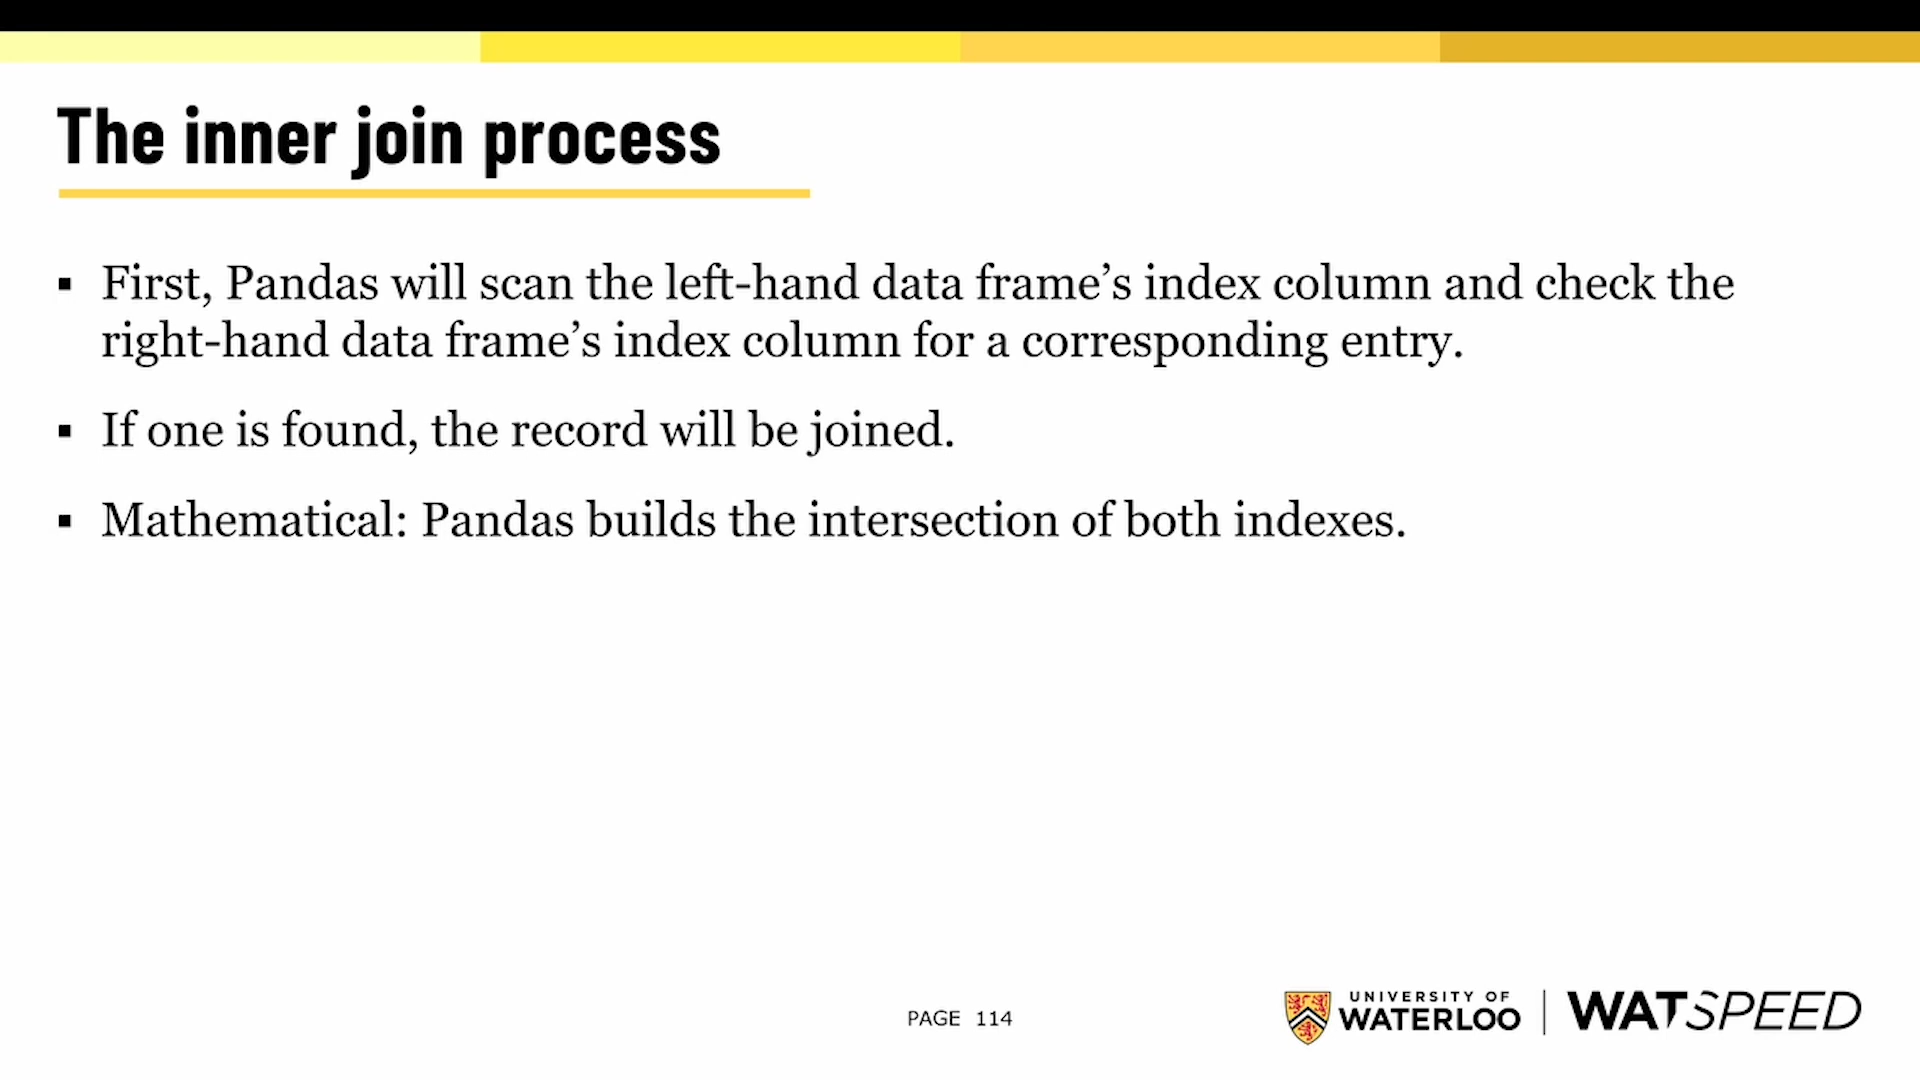 The inner join process
▪ First, Pandas will scan the left-hand data frame’s index column and check the
right-hand data frame’s index column for a corresponding entry.
▪ If one is found, the record will be joined.
▪ Mathematical: Pandas builds the intersection of both indexes.
PAGE 114
UNIVERSITY OF
WATERLOO
WATSPEED